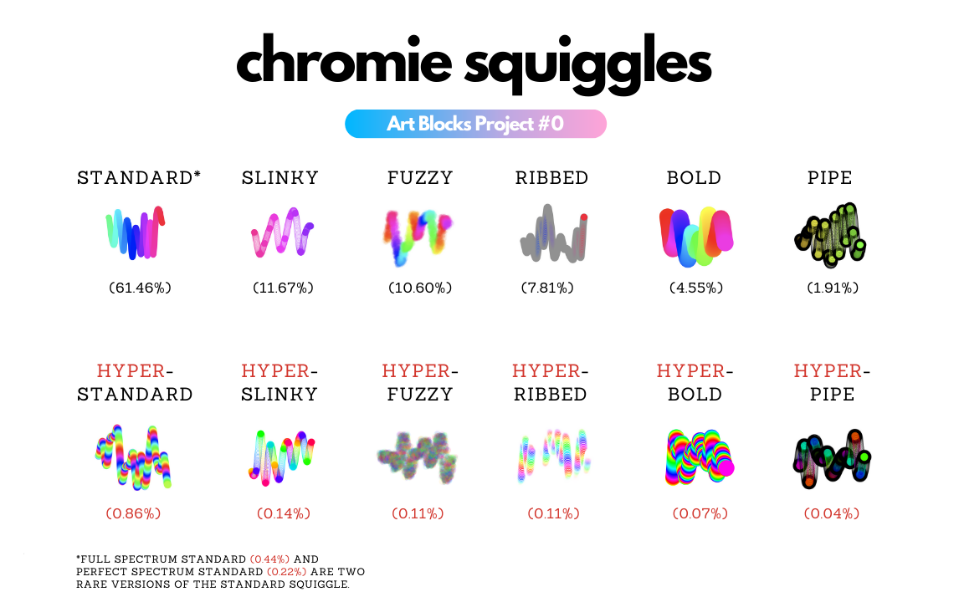 chromie squiggles
Art Blocks Project #0
STANDARD* SLINKY FUZZY RIBBED BOLD PIPE
(61.46%) (11.67%) (10.60%) (7.81%) (4.55%) (1.91%)
HYPER- HYPER- HYPER- HYPER- HYPER- HYPER-
STANDARD SLINKY FUZZY RIBBED BOLD PIPE
(0.86%) (0.14%) (0.11%) (0.11%) (0.07%) (0.04%)
*FULL SPECTRUM STANDARD (0.44%) AND
PERFECT SPECTRUM STANDARD (0.22%) ARE TWO
RARE VERSIONS OF THE STANDARD SQUIGGLE.